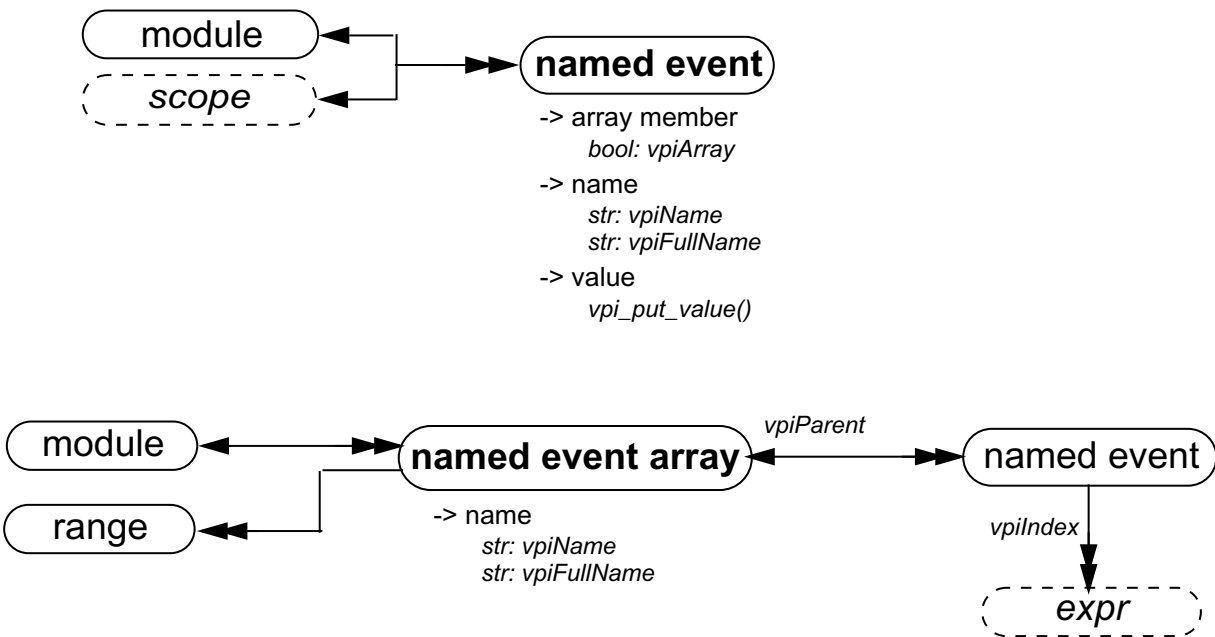 module
scope
named event
-> array member
bool: vpiArray
-> name
str: vpiName
str: vpiFullName
-> value
vpi_put_value()
module
range
named event array
-> name
str: vpiName
str: vpiFullName
vpiParent
named event
vpiIndex
expr